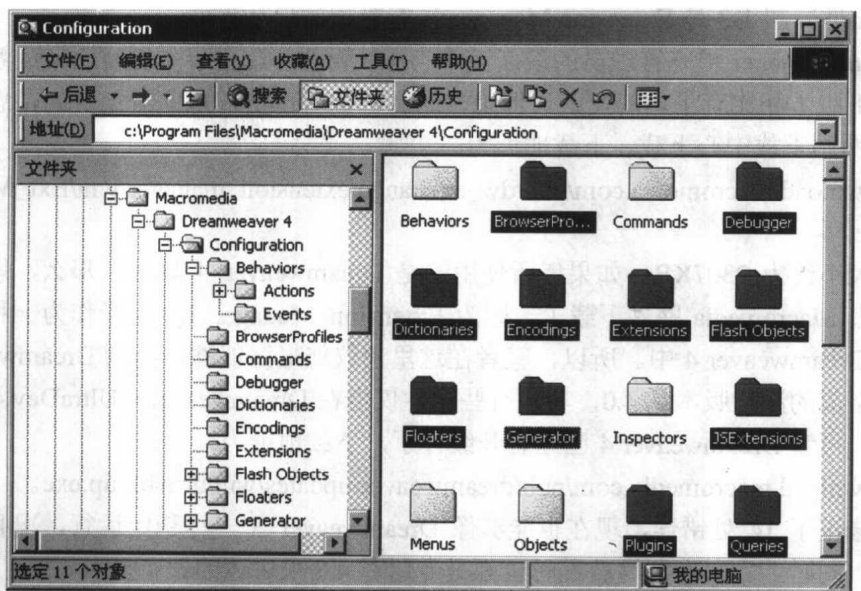 Configuration
文件(F) 编辑(E) 查看(V) 收藏(A) 工具(T) 帮助(H)
后退 搜索 文件夹 历史
地址(D) c:\Program Files\Macromedia\Dreamweaver 4\Configuration
文件夹
Macromedia
Dreamweaver 4
Configuration
Behaviors
Actions
Events
BrowserProfiles
Commands
Debugger
Dictionaries
Encodings
Extensions
Flash Objects
Floaters
Generator
Behaviors BrowserPro... Commands Debugger
Dictionaries Encodings Extensions Flash Objects
Floaters Generator Inspectors JSExtensions
Menus Objects Plugins Queries
选定 11 个对象 我的电脑